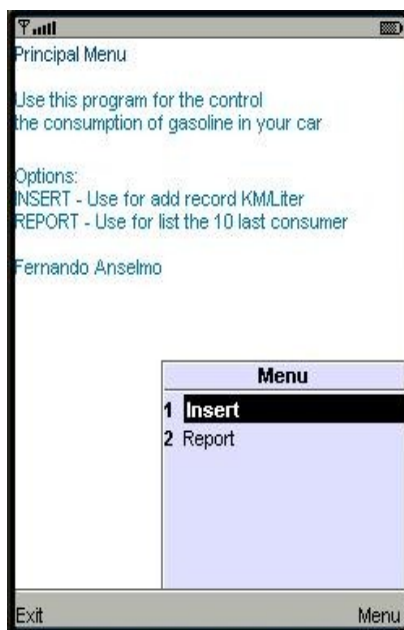 Principal Menu
Use this program for the control
the consumption of gasoline in your car
Options:
INSERT - Use for add record KM/Liter
REPORT - Use for list the 10 last consumer
Fernando Anselmo
Menu
1 Insert
2 Report
Exit
Menu